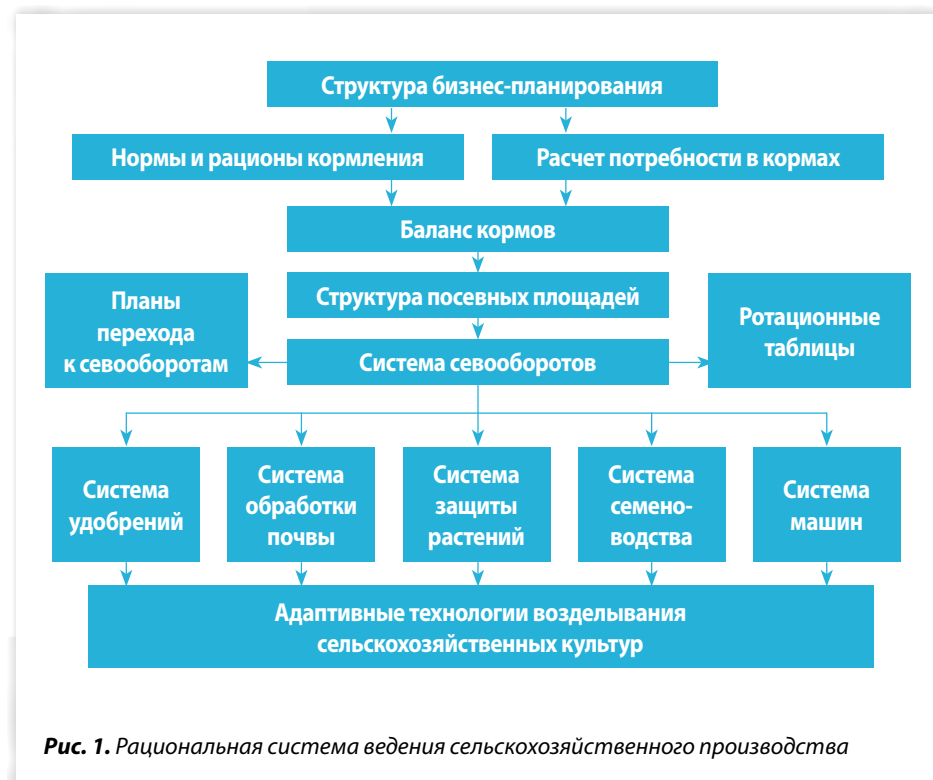 Структура бизнес-планирования
Нормы и рационы кормления
Расчет потребности в кормах
Баланс кормов
Структура посевных площадей
Планы
перехода
к севооборотам
Ротационные
таблицы
Система севооборотов
Система
удобрений
Система
обработки
почвы
Система
защиты
растений
Система
семено-
водства
Система
машин
Адаптивные технологии возделывания
сельскохозяйственных культур
Рис. 1. Рациональная система ведения сельскохозяйственного производства